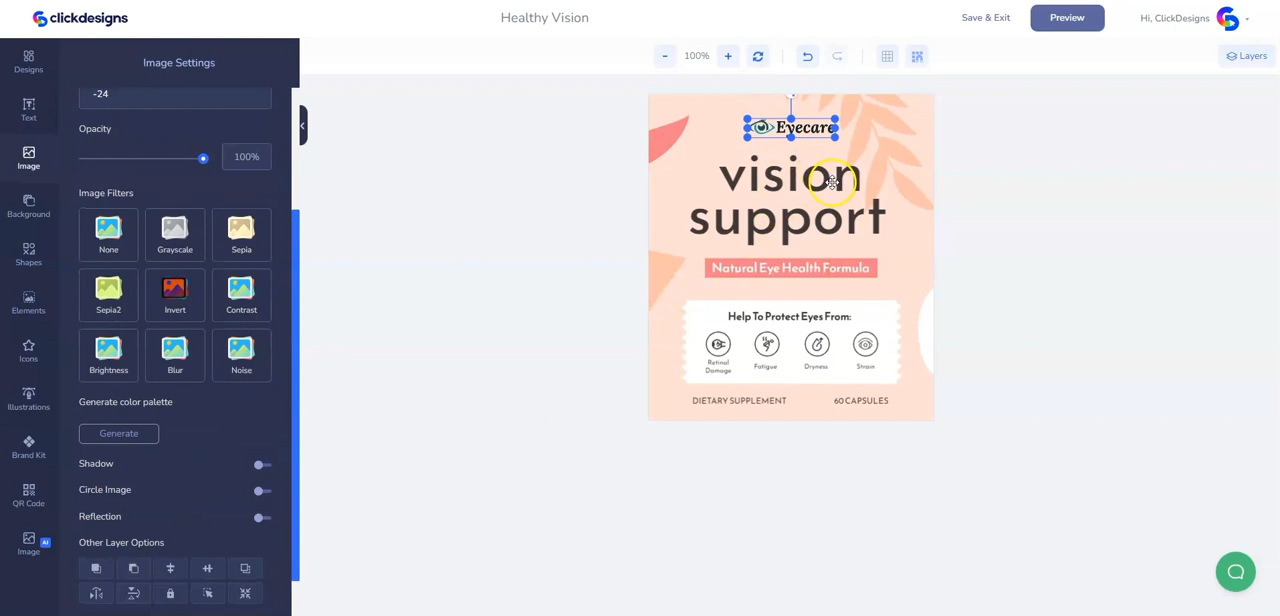 clickdesigns
Healthy Vision
Save & Exit
Preview
Hi, ClickDesigns
Designs
Text
Image
Background
Shapes
Elements
Icons
Illustrations
Brand Kit
QR Code
Image
AI
Image Settings
-24
Opacity
100%
Image Filters
None
Grayscale
Sepia
Sepia2
Invert
Contrast
Brightness
Blur
Noise
Generate color palette
Generate
Shadow
Circle Image
Reflection
Other Layer Options
- 100% +
Layers
Eyecare
vision
support
Natural Eye Health Formula
Help To Protect Eyes From:
Retinal
Damage
Fatigue
Dryness
Strain
DIETARY SUPPLEMENT
60 CAPSULES